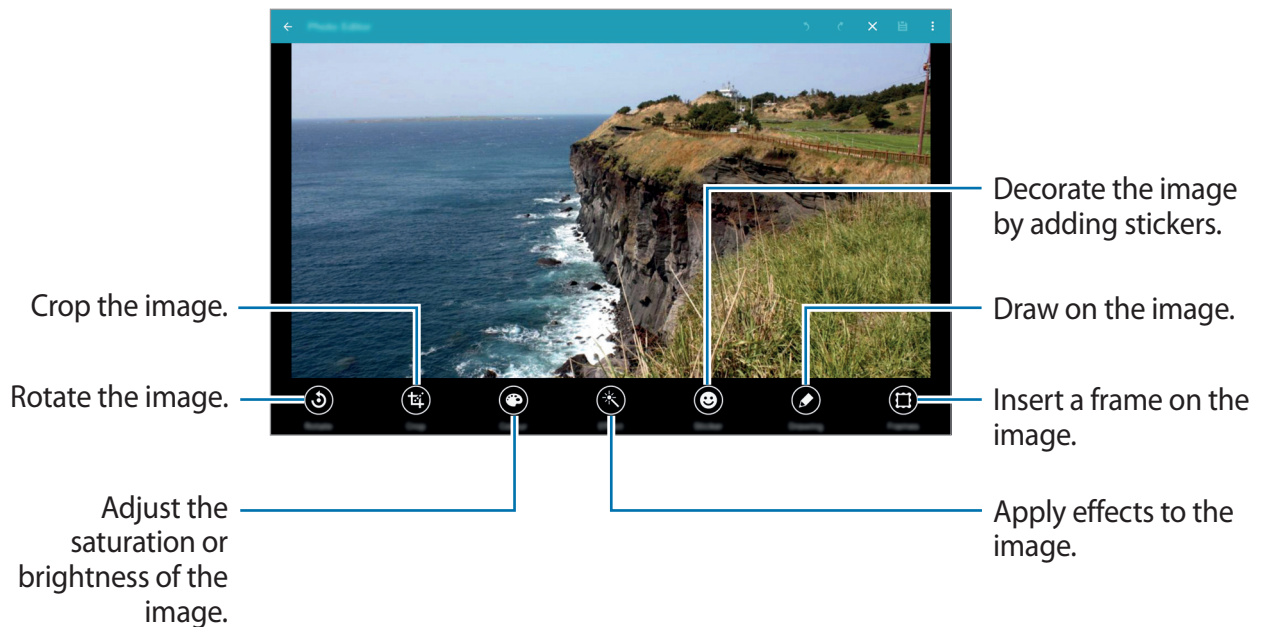 Decorate the image
by adding stickers.
Crop the image.
Draw on the image.
Rotate the image.
Insert a frame on the
image.
Adjust the
saturation or
brightness of the
image.
Apply effects to the
image.